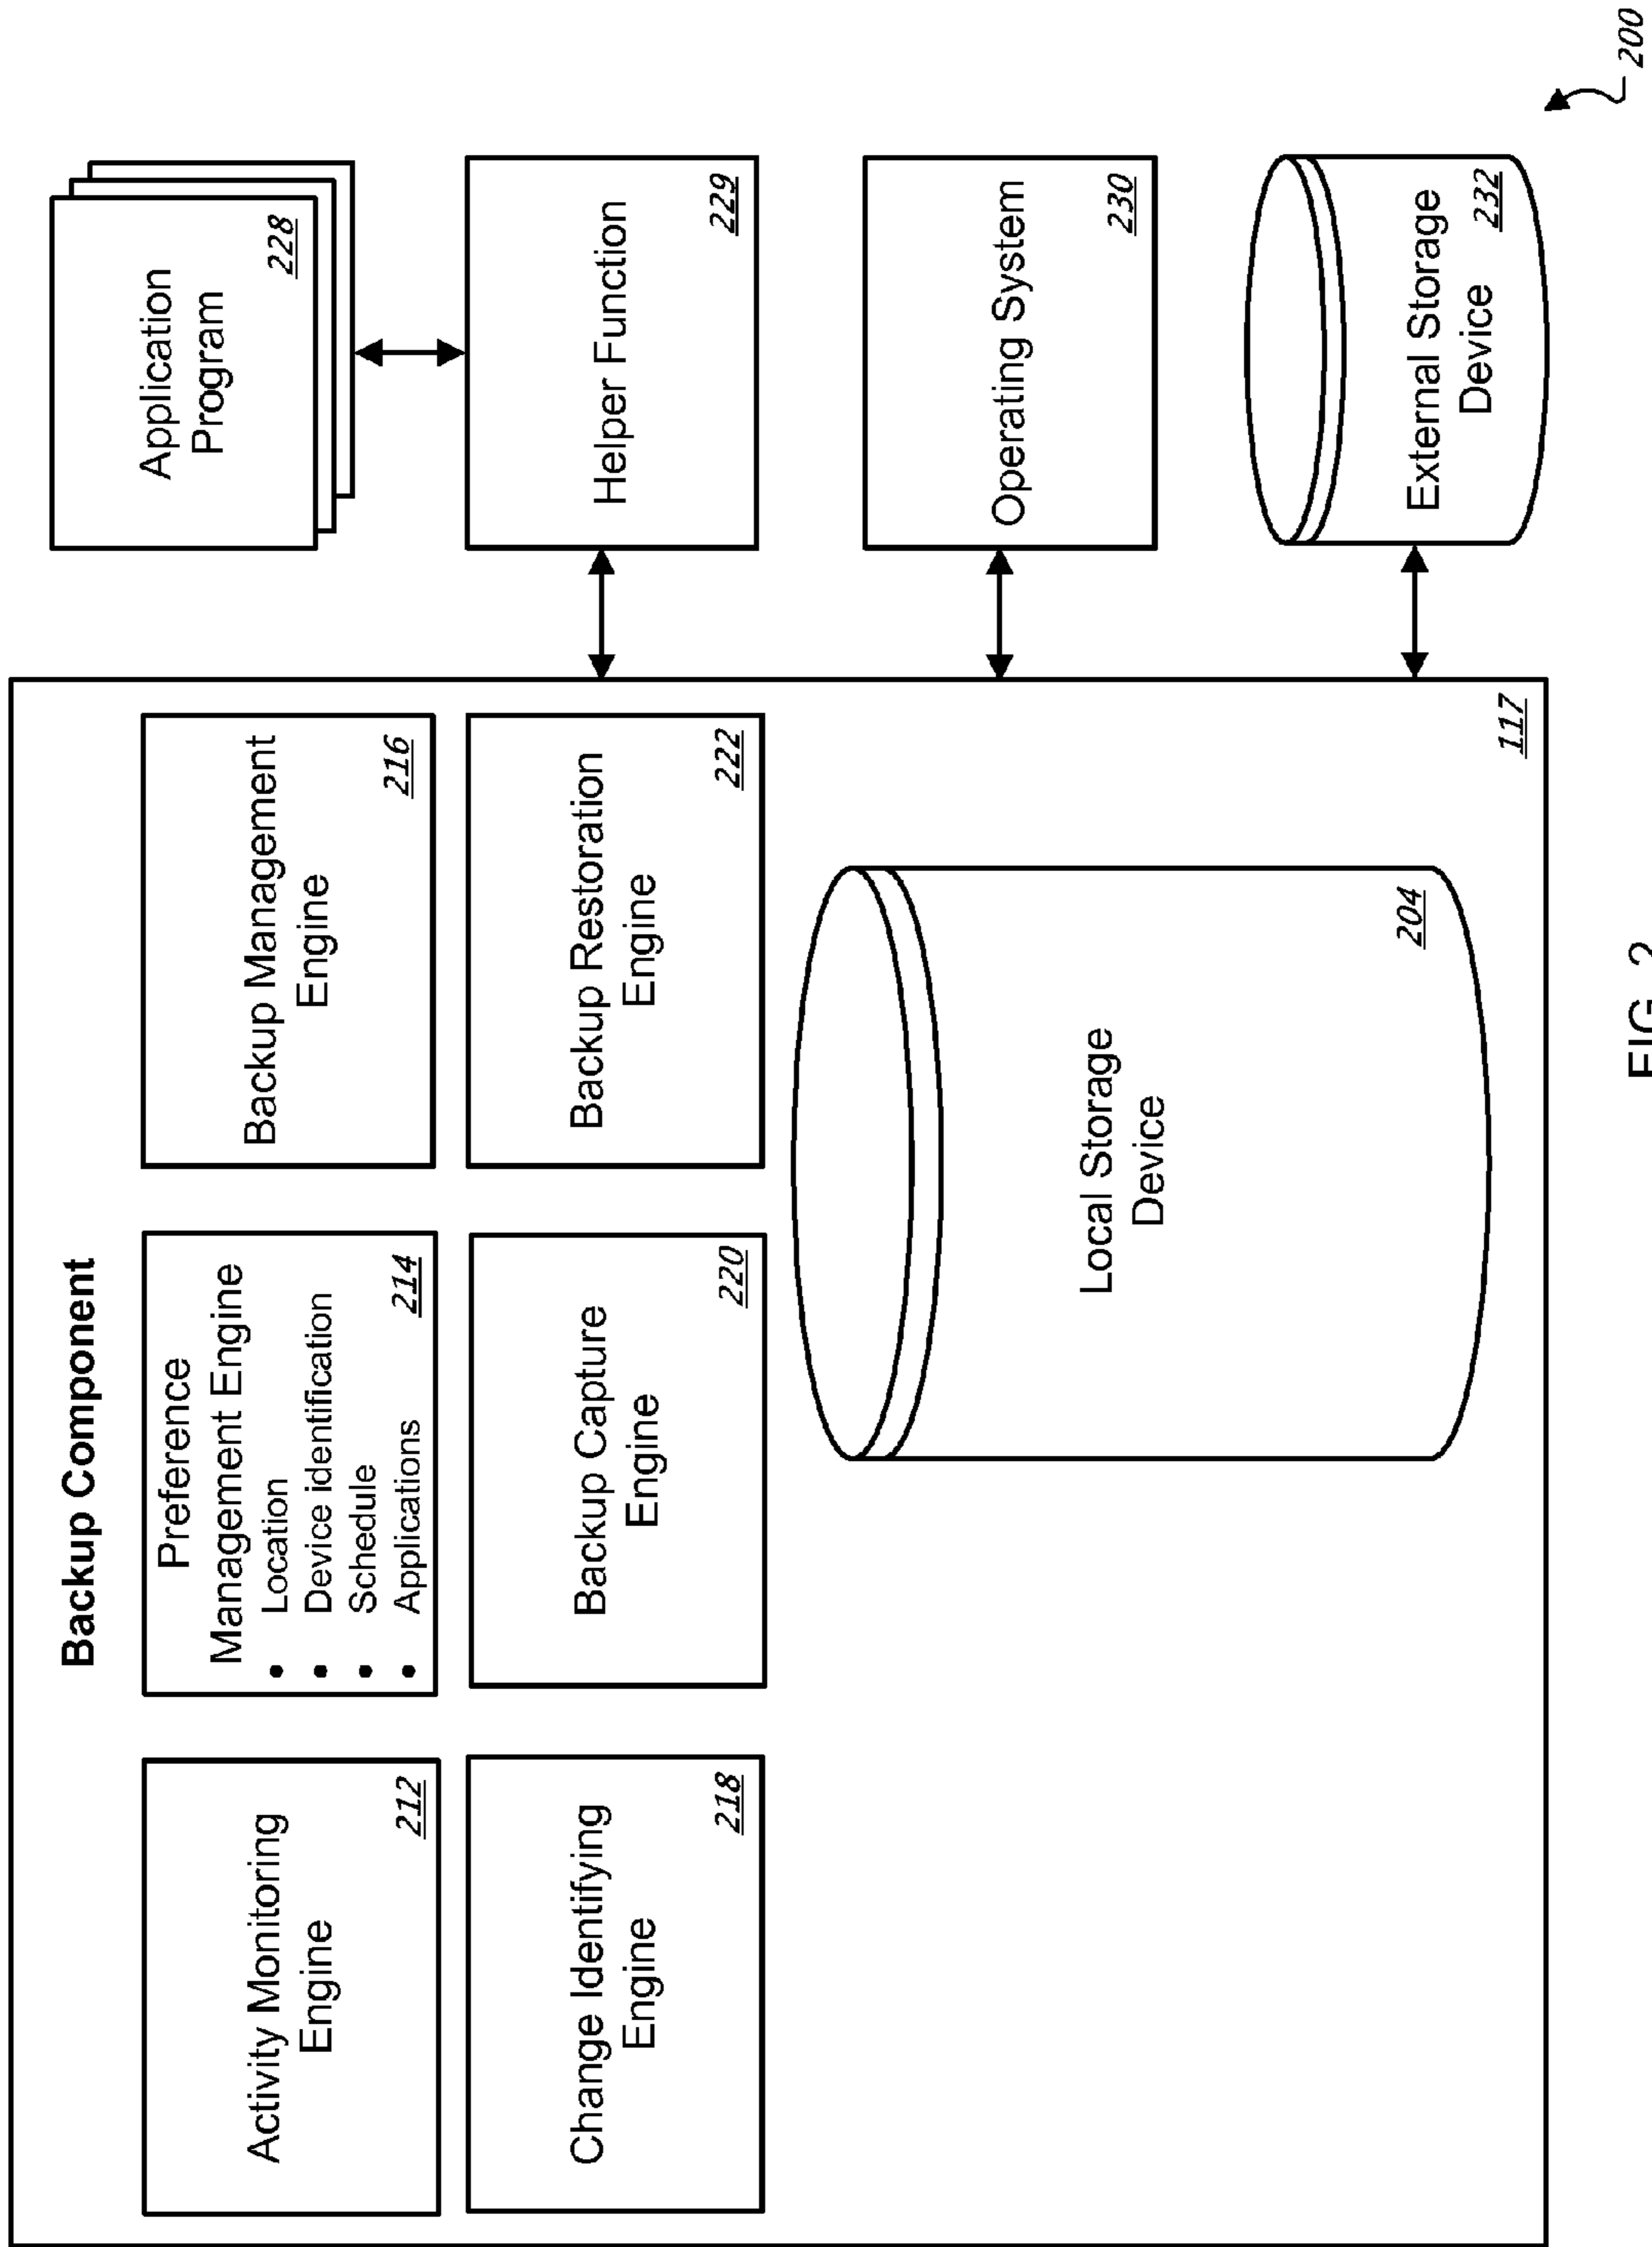 Backup Component
Activity Monitoring
Engine
212
Preference
Management Engine
• Location
• Device identification
• Schedule
• Applications
214
Backup Management
Engine
216
Change Identifying
Engine
218
Backup Capture
Engine
220
Backup Restoration
Engine
222
Local Storage
Device
204
117
Application
Program
228
Helper Function
229
Operating System
230
External Storage
Device
232
200
FIG. 2